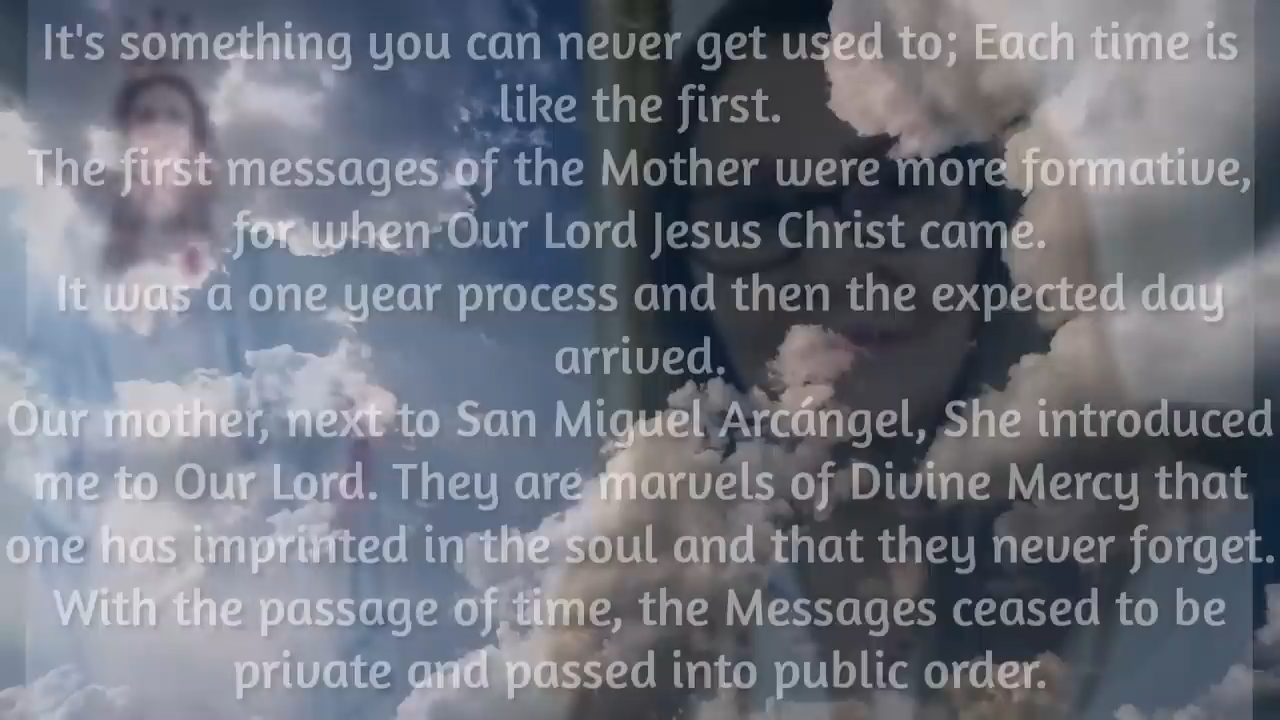 It's something you can never get used to; Each time is
like the first.
The first messages of the Mother were more formative,
for when Our Lord Jesus Christ came.
It was a one year process and then the expected day
arrived.
Our mother, next to San Miguel Arcángel, She introduced
me to Our Lord. They are marvels of Divine Mercy that
one has imprinted in the soul and that they never forget.
With the passage of time, the Messages ceased to be
private and passed into public order.